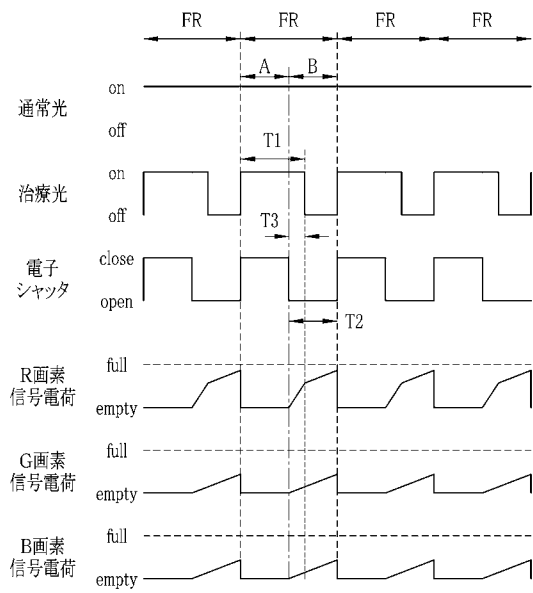 FR FR FR FR
A B
通常光
on
off
T1
治療光
on
off
T3
電子
シャッタ
close
open
T2
R画素
信号電荷
full
empty
G画素
信号電荷
full
empty
B画素
信号電荷
full
empty